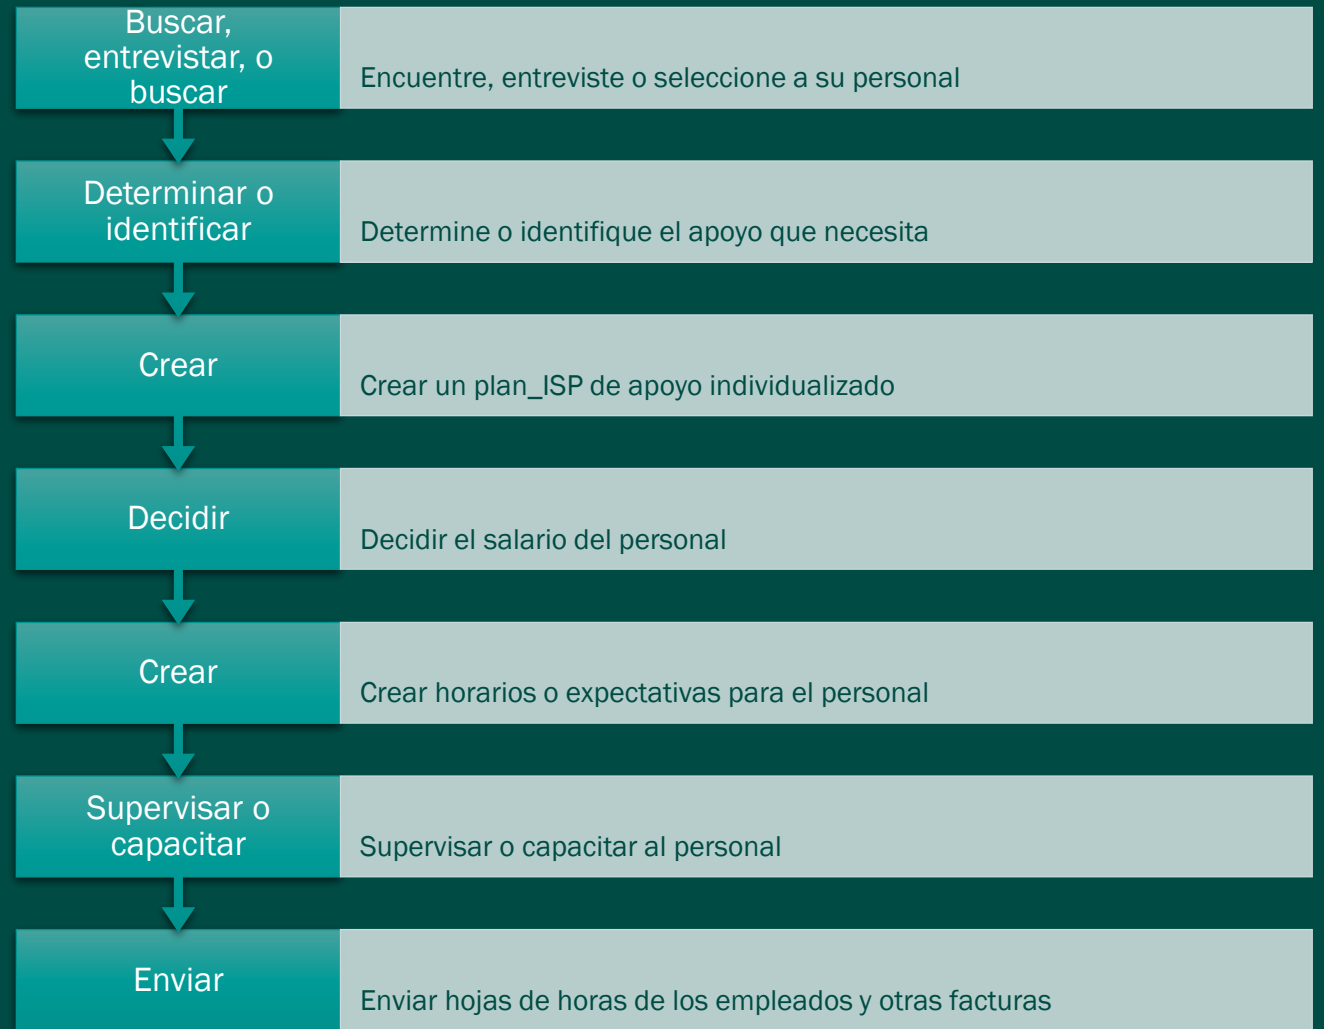 Buscar,
entrevistar, o
buscar
Encuentre, entreviste o seleccione a su personal
Determinar o
identificar
Determine o identifique el apoyo que necesita
Crear
Crear un plan_ISP de apoyo individualizado
Decidir
Decidir el salario del personal
Crear
Crear horarios o expectativas para el personal
Supervisar o
capacitar
Supervisar o capacitar al personal
Enviar
Enviar hojas de horas de los empleados y otras facturas